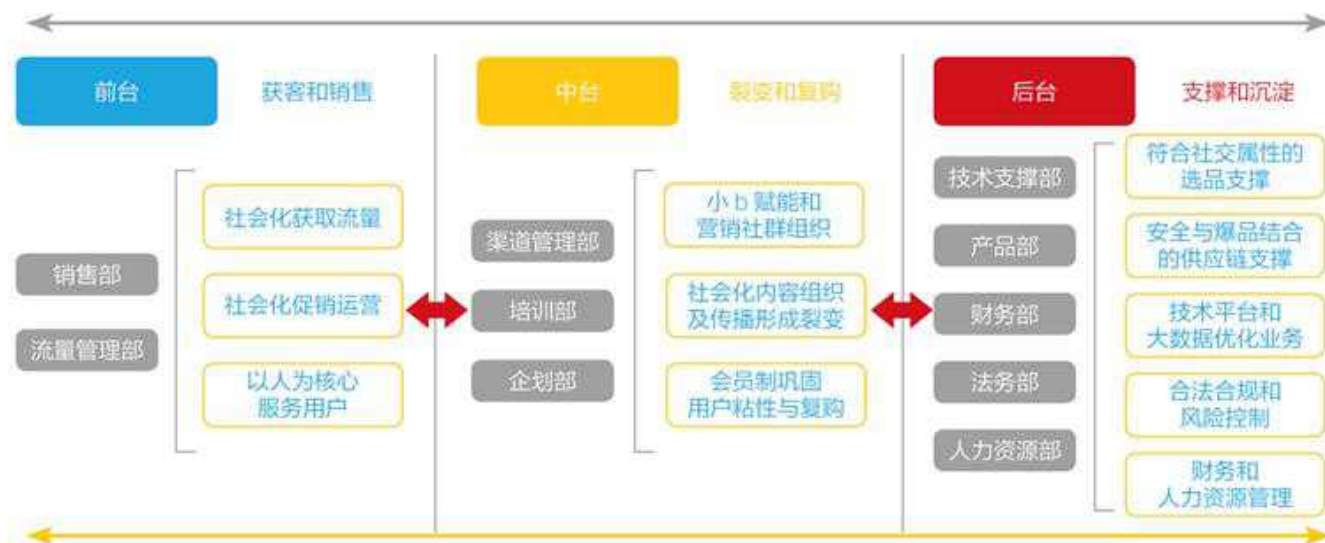 前台
获客和销售
销售部
流量管理部
社会化获取流量
社会化促销运营
以人为核心
服务用户
中台
裂变和复购
渠道管理部
培训部
企划部
小b赋能和
营销社群组织
社会化内容组织
及传播形成裂变
会员制巩固
用户粘性与复购
后台
支撑和沉淀
技术支撑部
产品部
财务部
法务部
人力资源部
符合社交属性的
选品支撑
安全与爆品结合
的供应链支撑
技术平台和
大数据优化业务
合法合规和
风险控制
财务和
人力资源管理